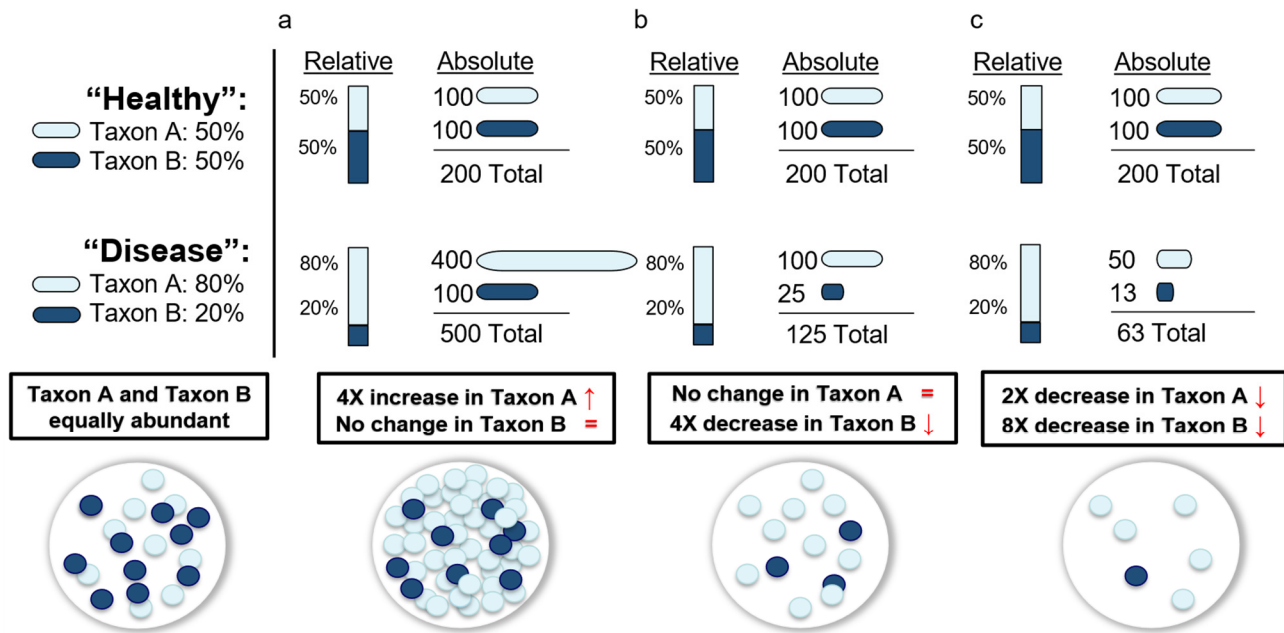 a
b
c
Relative Absolute
Relative Absolute
Relative Absolute
“Healthy”:
Taxon A: 50%
Taxon B: 50%
50%
50%
100
100
200 Total
50%
50%
100
100
200 Total
50%
50%
100
100
200 Total
“Disease”:
Taxon A: 80%
Taxon B: 20%
80%
20%
400
100
500 Total
80%
20%
100
25
125 Total
80%
20%
50
13
63 Total
Taxon A and Taxon B
equally abundant
4X increase in Taxon A ↑
No change in Taxon B =
No change in Taxon A =
4X decrease in Taxon B ↓
2X decrease in Taxon A ↓
8X decrease in Taxon B ↓